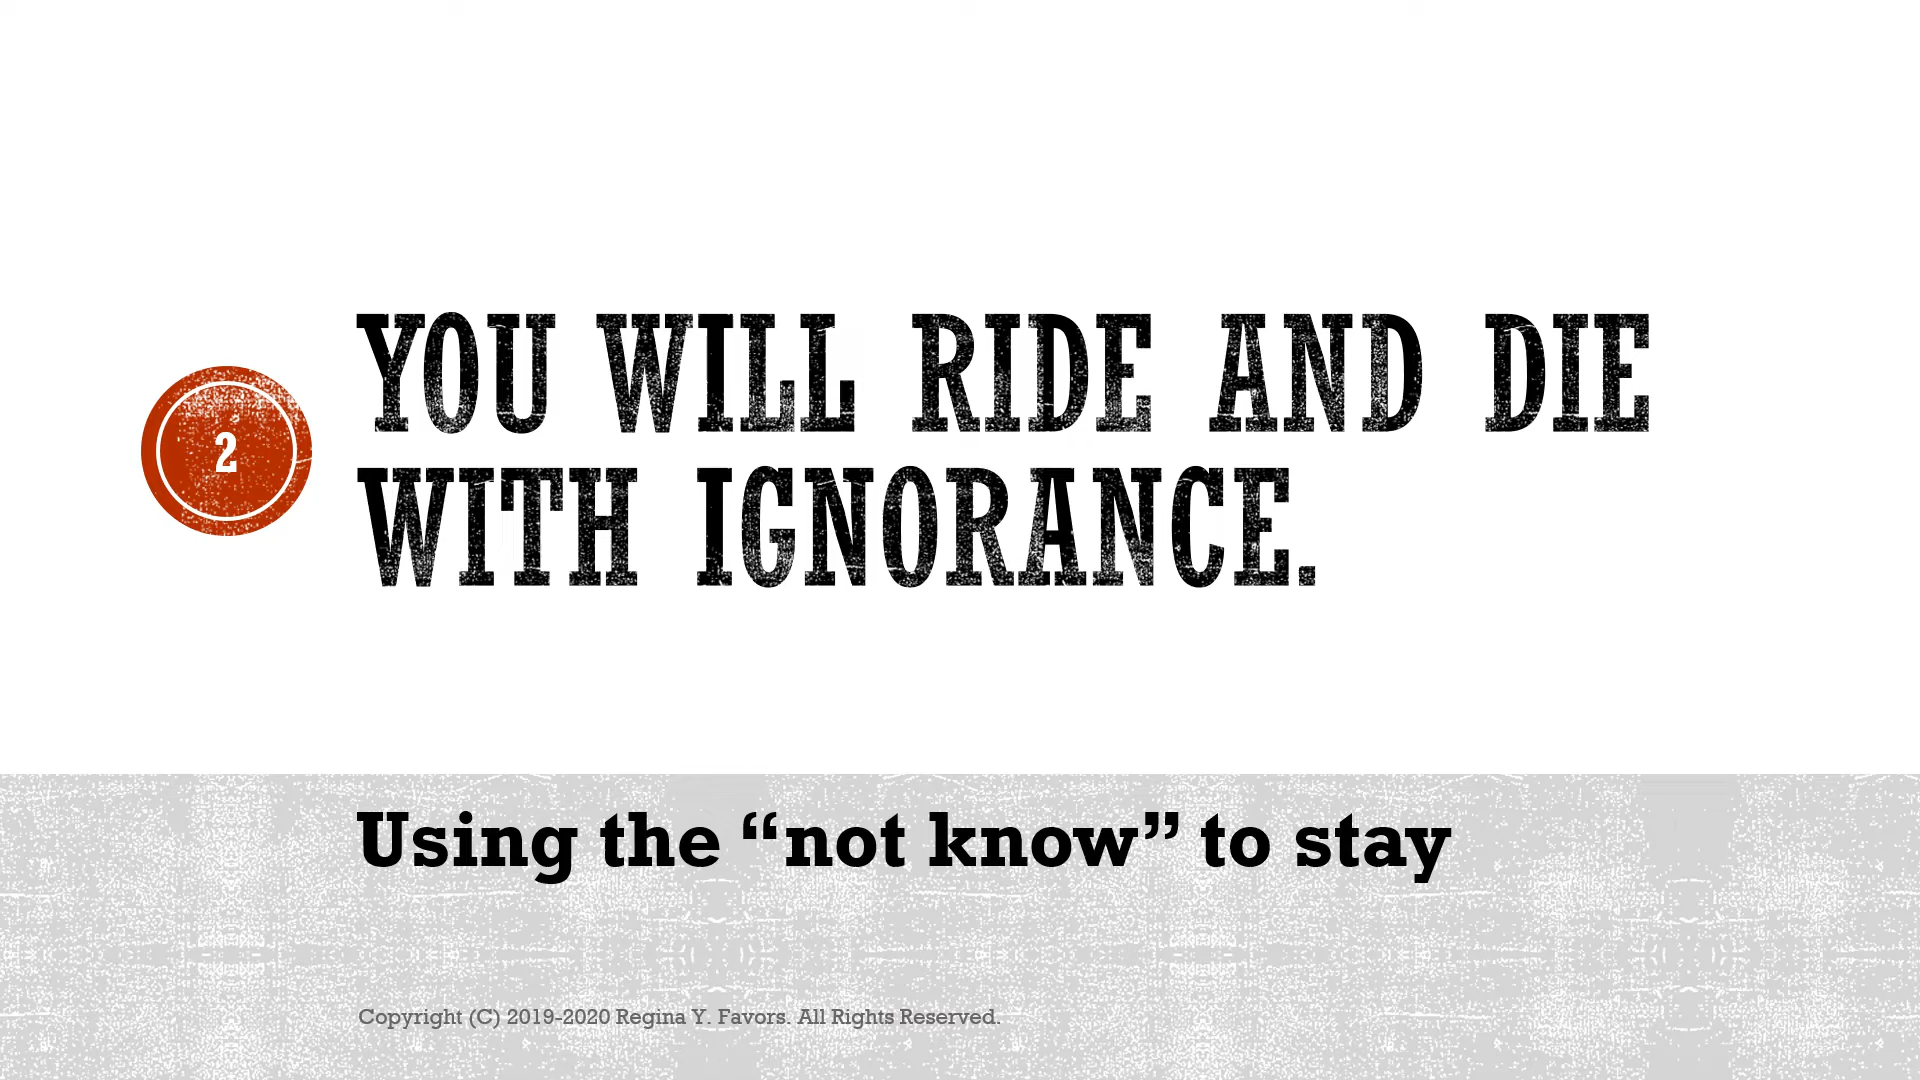 2
YOU WILL RIDE AND DIE
WITH IGNORANCE.
Using the “not know” to stay
Copyright (C) 2019-2020 Regina Y. Favors. All Rights Reserved.